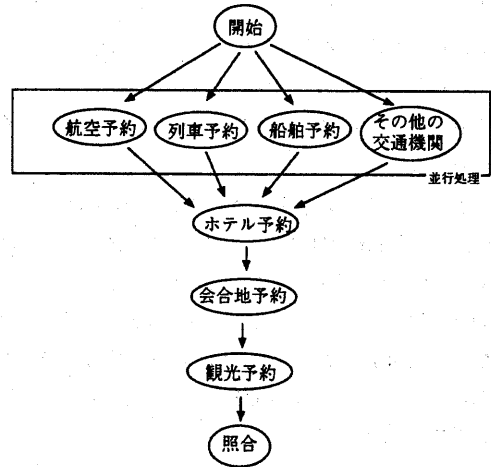 開始
航空予約
列車予約
船舶予約
その他の
交通機関
並行処理
ホテル予約
会合地予約
観光予約
照合